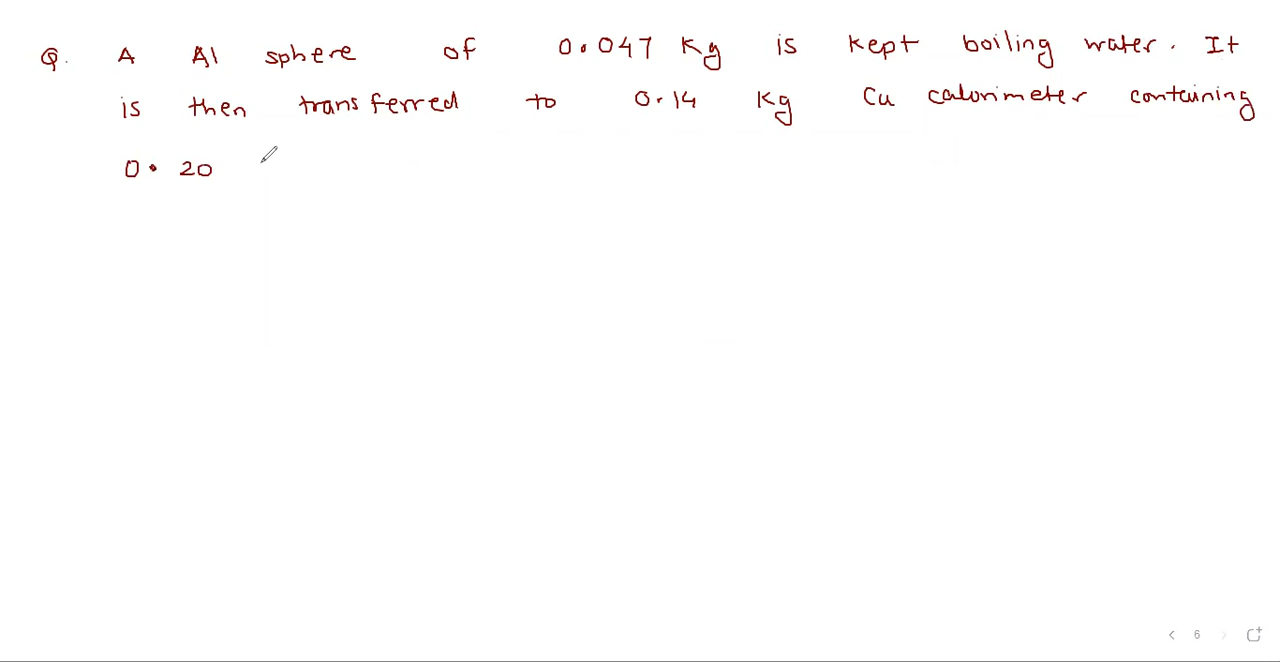 Q. A Al sphere of 0.047 Kg is kept boiling water. It
is then transferred to 0.14 Kg Cu calorimeter containing
0.20
6